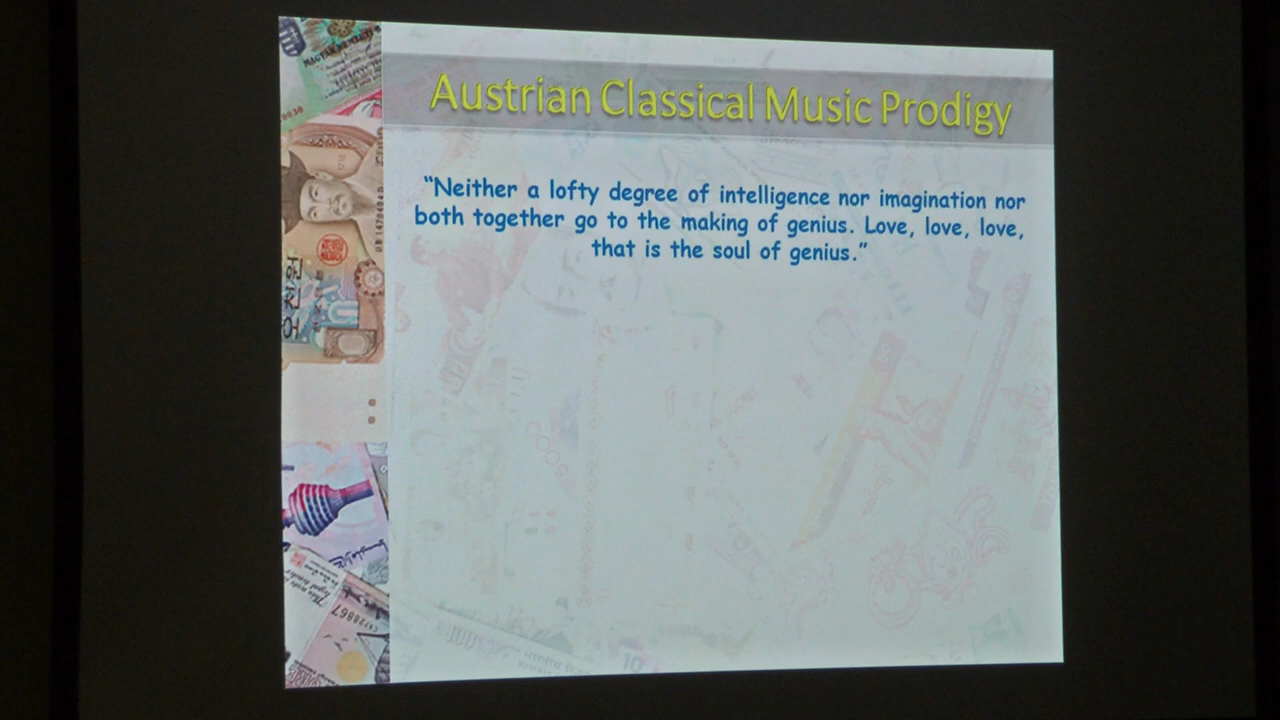 Austrian Classical Music Prodigy
“Neither a lofty degree of intelligence nor imagination nor
both together go to the making of genius. Love, love, love,
that is the soul of genius.”